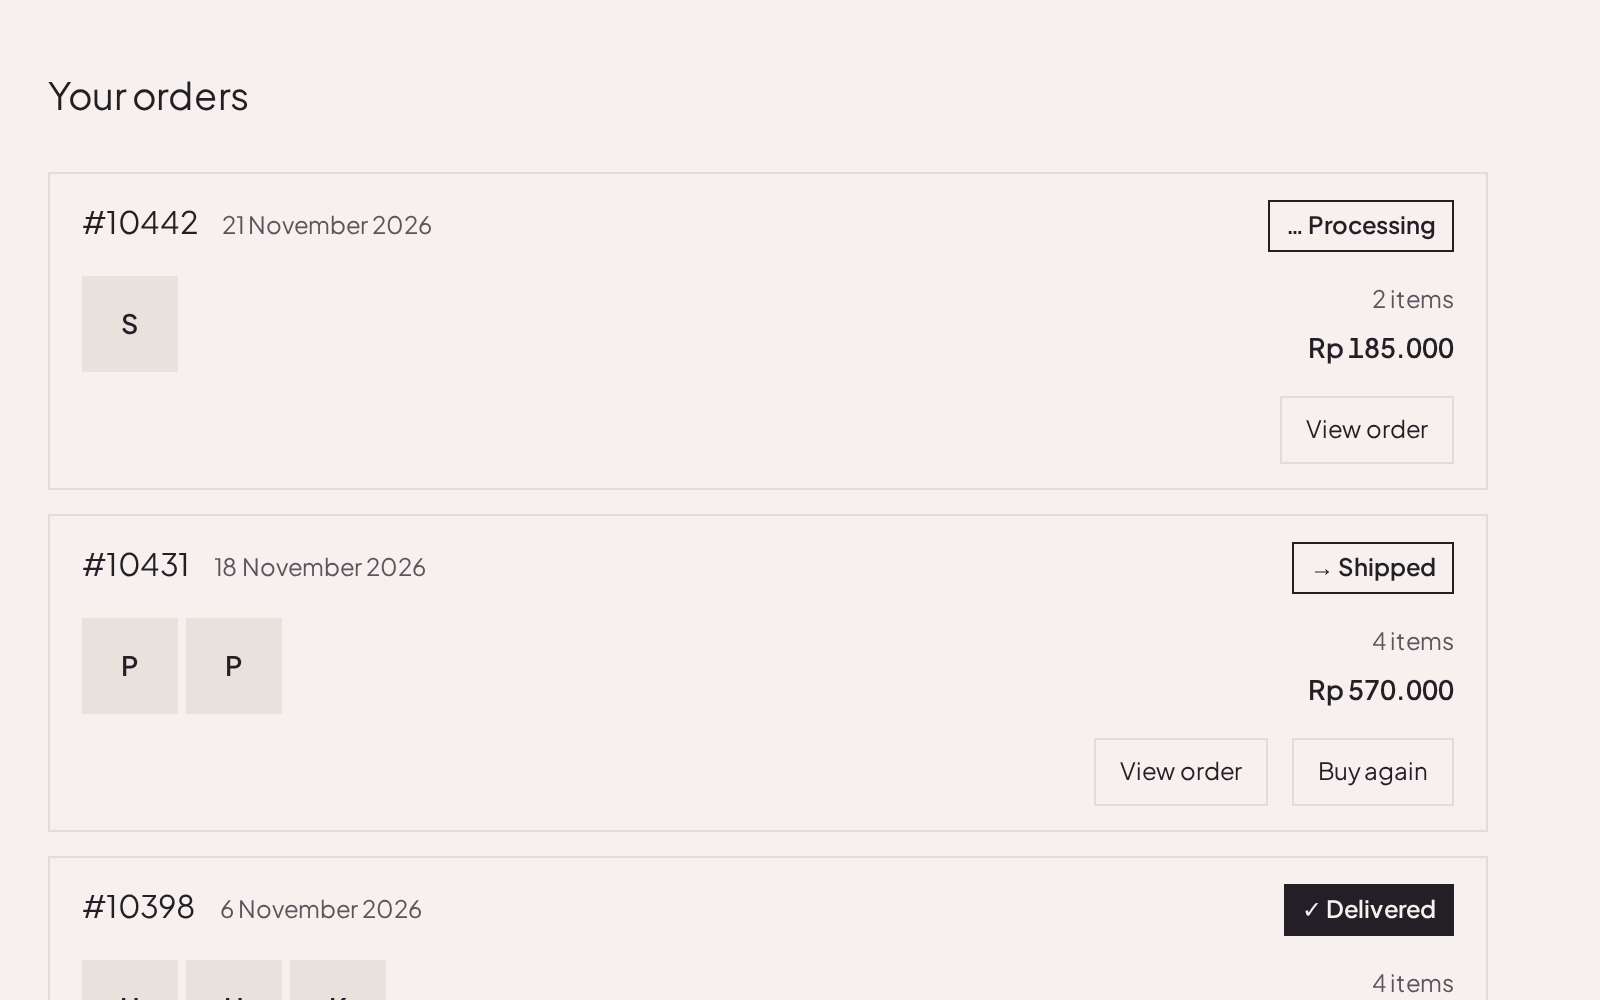 Your orders
#10442 21 November 2026 … Processing
S
2 items
Rp 185.000
View order
#10431 18 November 2026 → Shipped
P P
4 items
Rp 570.000
View order Buy again
#10398 6 November 2026 ✓ Delivered
4 items